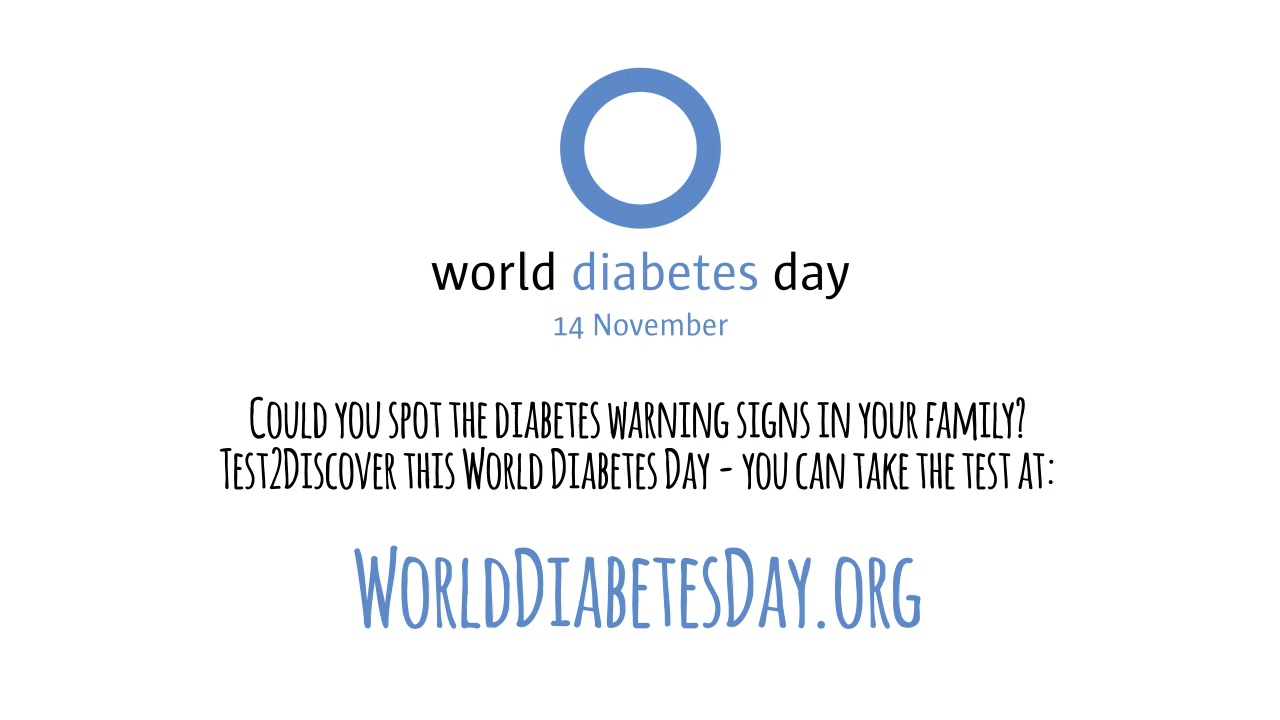 world diabetes day
14 November
Could you spot the diabetes warning signs in your family?
Test2Discover this World Diabetes Day - you can take the test at:
WorldDiabetesDay.org